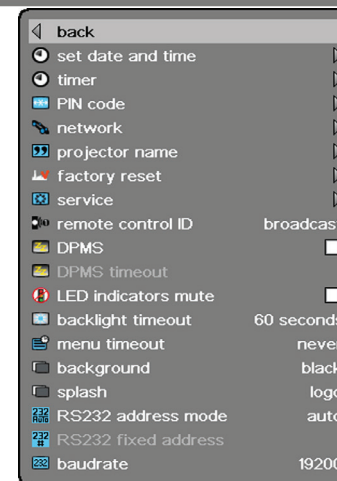 back
set date and time
timer
PIN code
network
projector name
factory reset
service
remote control ID broadcast
DPMS
DPMS timeout
LED indicators mute
backlight timeout 60 seconds
menu timeout never
background black
splash logo
RS232 address mode auto
RS232 fixed address
baudrate 19200